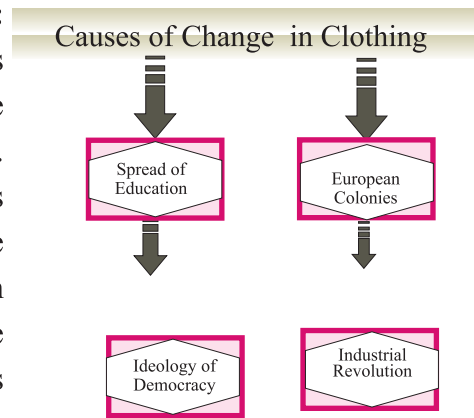 Causes of Change in Clothing
Spread of
Education
European
Colonies
Ideology of
Democracy
Industrial
Revolution